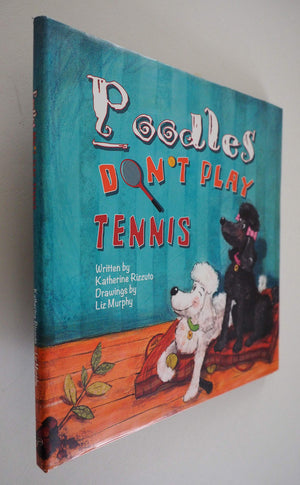 Poodles
DON'T PLAY
TENNIS
Written by
Katherine Rizzuto
Drawings by
Liz Murphy